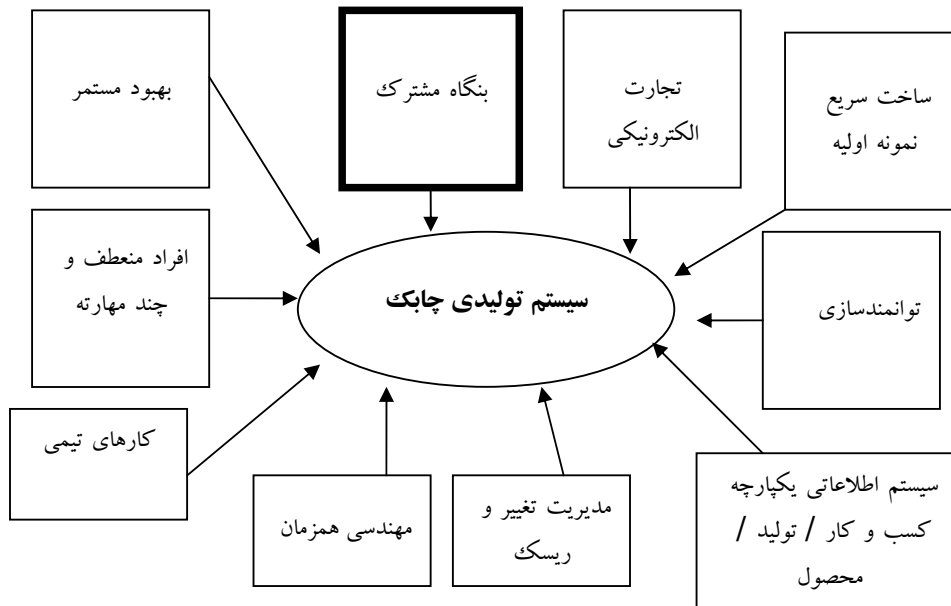 ساخت سریع
نمونه اولیه
تجارت
الکترونیکی
بنگاه مشترک
بهبود مستمر
افراد منعطف و
چند مهارته
سیستم تولیدی چابک
توانمندسازی
کارهای تیمی
مهندسی همزمان
مدیریت تغییر و
ریسک
سیستم اطلاعاتی یکپارچه
کسب و کار / تولید /
محصول